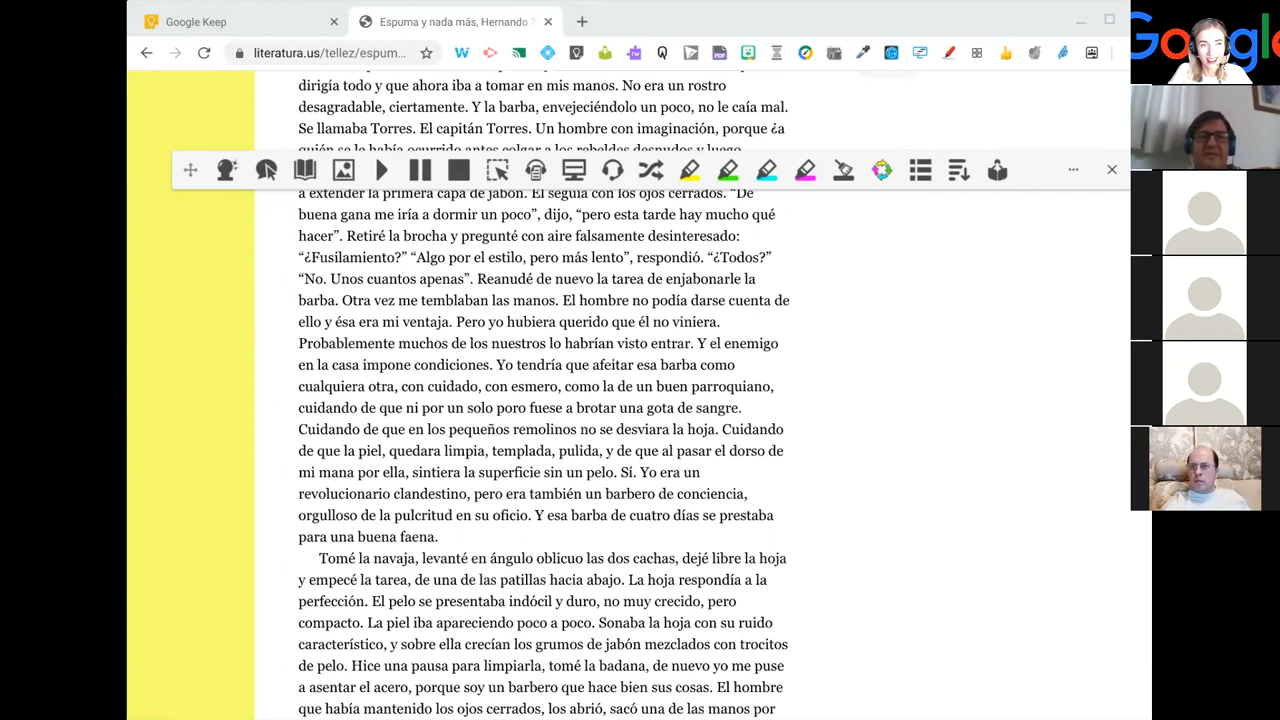 Google Keep
Espuma y nada más, Hernando T
literatura.us/tellez/espum...
dirigía todo y que ahora iba a tomar en mis manos. No era un rostro
desagradable, ciertamente. Y la barba, envejeciéndolo un poco, no le caía mal.
Se llamaba Torres. El capitán Torres. Un hombre con imaginación, porque ¿a
quién se le había ocurrido antes colgar a los rebeldes desnudos y luego
a extender la primera capa de jabón. El seguía con los ojos cerrados. “De
buena gana me iría a dormir un poco”, dijo, “pero esta tarde hay mucho qué
hacer”. Retiré la brocha y pregunté con aire falsamente desinteresado:
“¿Fusilamiento?” “Algo por el estilo, pero más lento”, respondió. “¿Todos?”
“No. Unos cuantos apenas”. Reanudé de nuevo la tarea de enjabonarle la
barba. Otra vez me temblaban las manos. El hombre no podía darse cuenta de
ello y ésa era mi ventaja. Pero yo hubiera querido que él no viniera.
Probablemente muchos de los nuestros lo habrían visto entrar. Y el enemigo
en la casa impone condiciones. Yo tendría que afeitar esa barba como
cualquiera otra, con cuidado, con esmero, como la de un buen parroquiano,
cuidando de que ni por un solo poro fuese a brotar una gota de sangre.
Cuidando de que en los pequeños remolinos no se desviara la hoja. Cuidando
de que la piel, quedara limpia, templada, pulida, y de que al pasar el dorso de
mi mana por ella, sintiera la superficie sin un pelo. Sí. Yo era un
revolucionario clandestino, pero era también un barbero de conciencia,
orgulloso de la pulcritud en su oficio. Y esa barba de cuatro días se prestaba
para una buena faena.
Tomé la navaja, levanté en ángulo oblicuo las dos cachas, dejé libre la hoja
y empecé la tarea, de una de las patillas hacia abajo. La hoja respondía a la
perfección. El pelo se presentaba indócil y duro, no muy crecido, pero
compacto. La piel iba apareciendo poco a poco. Sonaba la hoja con su ruido
característico, y sobre ella crecían los grumos de jabón mezclados con trocitos
de pelo. Hice una pausa para limpiarla, tomé la badana, de nuevo yo me puse
a asentar el acero, porque soy un barbero que hace bien sus cosas. El hombre
que había mantenido los ojos cerrados, los abrió, sacó una de las manos por
Google